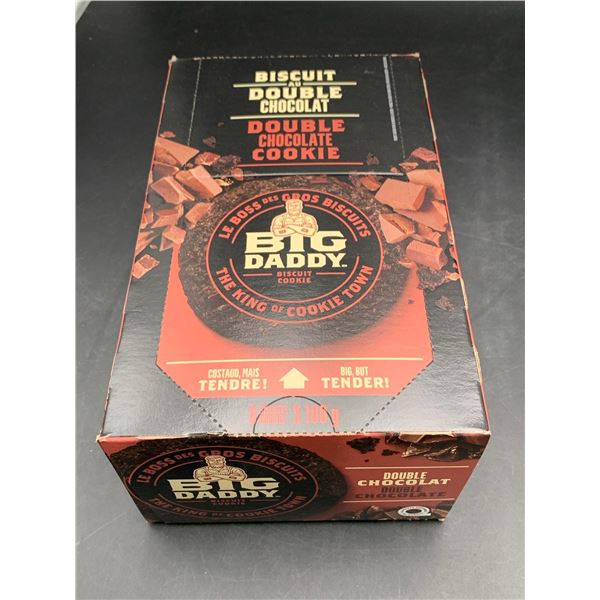 BISCUIT
AU
DOUBLE
CHOCOLAT
DOUBLE
CHOCOLATE
COOKIE
LE BOSS DES GROS BISCUITS
BIG
DADDY
BISCUIT
COOKIE
THE KING OF COOKIE TOWN
COSTAUD, MAIS
TENDRE!
BIG, BUT
TENDER!
X 100 g
LE BOSS DES GROS BISCUITS
BIG
DADDY
BISCUIT
COOKIE
THE KING OF COOKIE TOWN
DOUBLE
CHOCOLAT
DOUBLE
CHOCOLATE